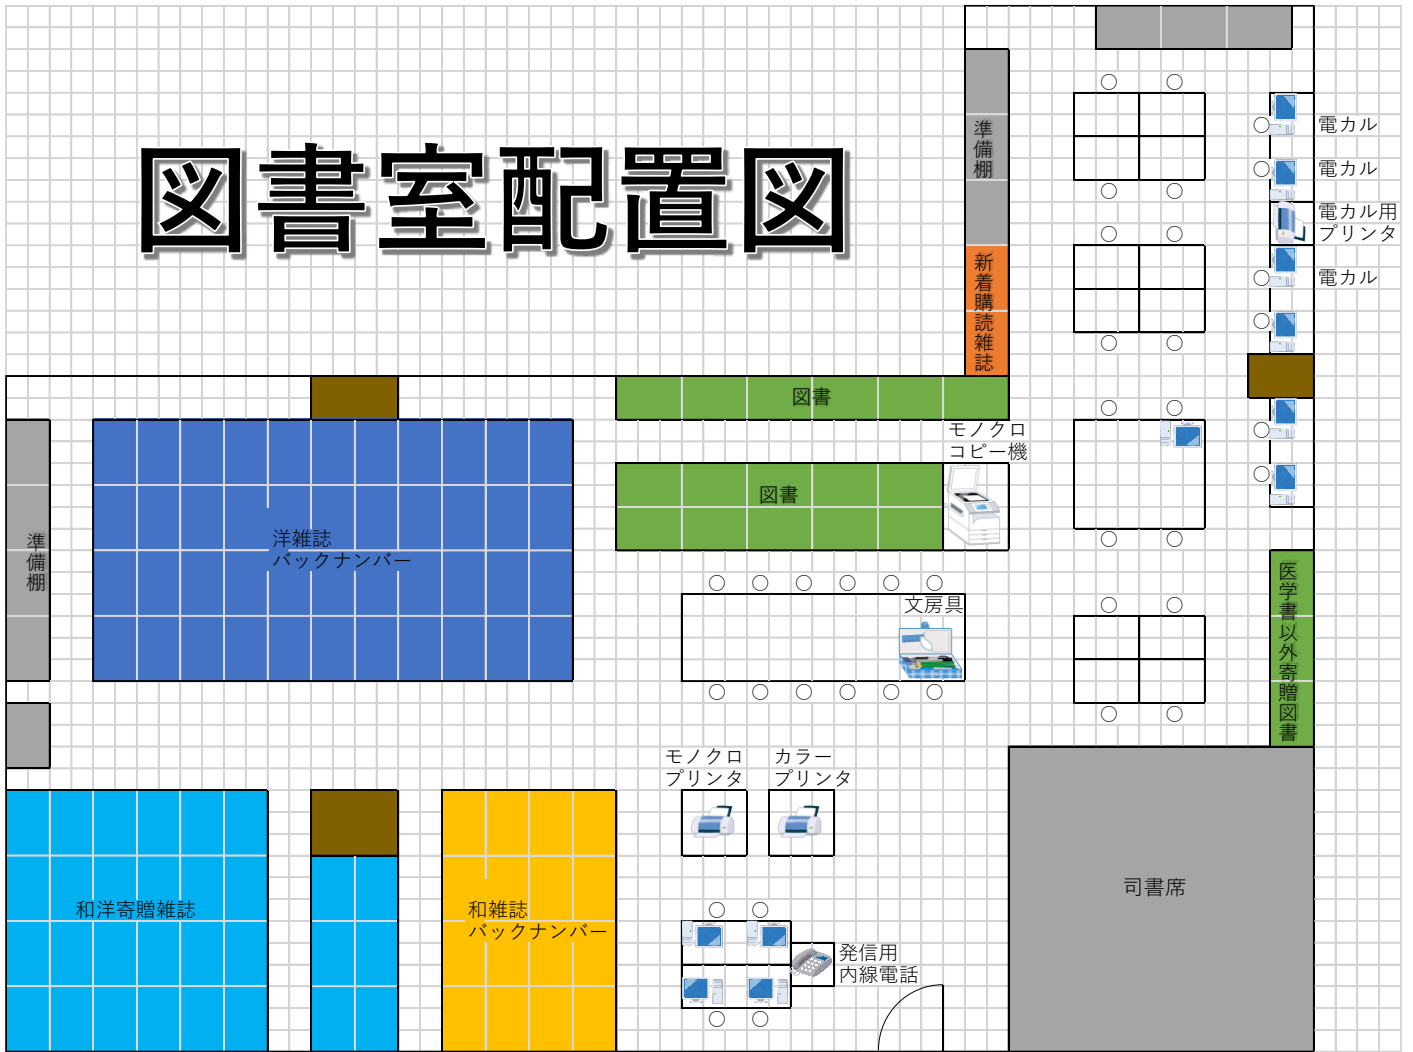 図書室配置図
準備棚
新着購読雑誌
電カル
電カル
電カル用
プリンタ
電カル
図書
モノクロ
コピー機
図書
準備棚
洋雑誌
バックナンバー
文房具
医学書以外寄贈図書
モノクロ
プリンタ
カラー
プリンタ
司書席
和洋寄贈雑誌
和雑誌
バックナンバー
発信用
内線電話